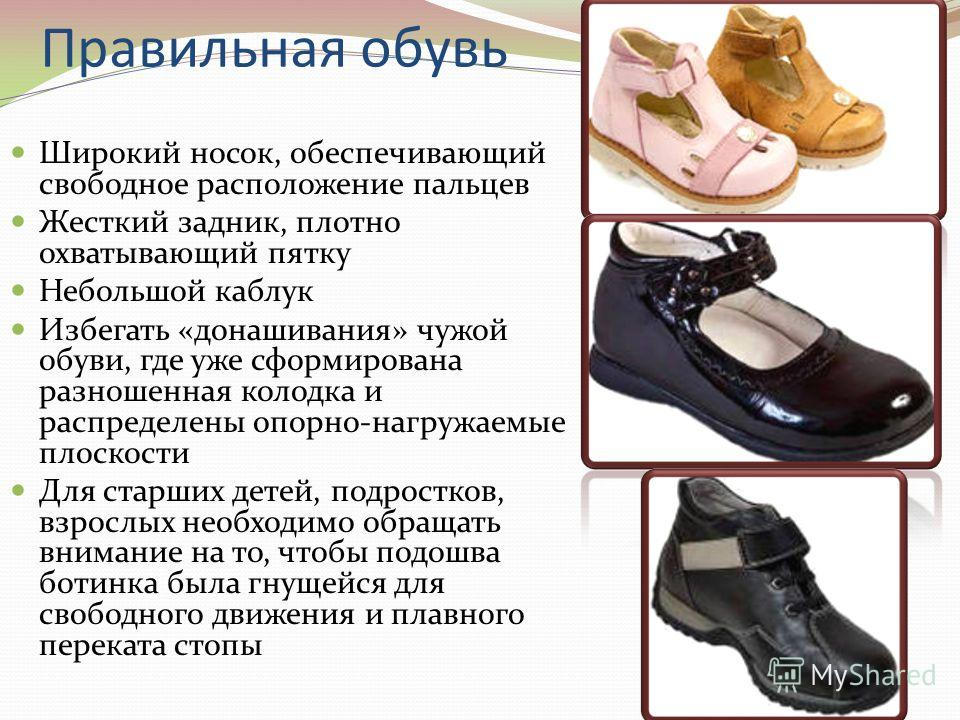 Правильная обувь
• Широкий носок, обеспечивающий
свободное расположение пальцев
• Жесткий задник, плотно
охватывающий пятку
• Небольшой каблук
• Избегать «донашивания» чужой
обуви, где уже сформирована
разношенная колодка и
распределены опорно-нагружаемые
плоскости
• Для старших детей, подростков,
взрослых необходимо обращать
внимание на то, чтобы подошва
ботинка была гнущейся для
свободного движения и плавного
переката стопы
MyShared